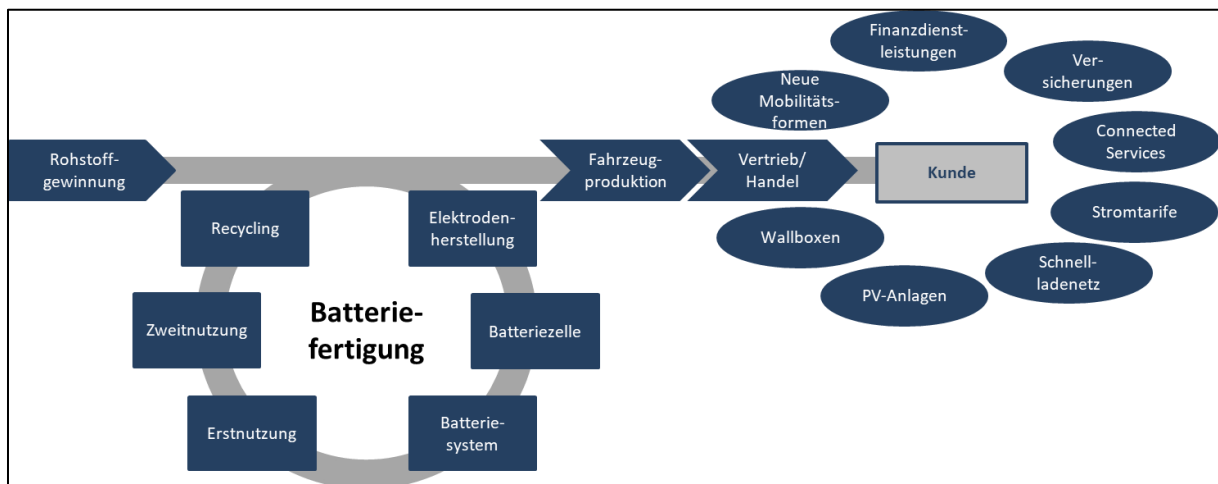 Finanzdienst-
leistungen
Ver-
sicherungen
Neue
Mobilitäts-
formen
Connected
Services
Rohstoff-
gewinnung
Fahrzeug-
produktion
Vertrieb/
Handel
Kunde
Recycling
Elektroden-
herstellung
Stromtarife
Wallboxen
Schnell-
ladenetz
PV-Anlagen
Batterie-
fertigung
Zweitnutzung
Batteriezelle
Erstnutzung
Batterie-
system